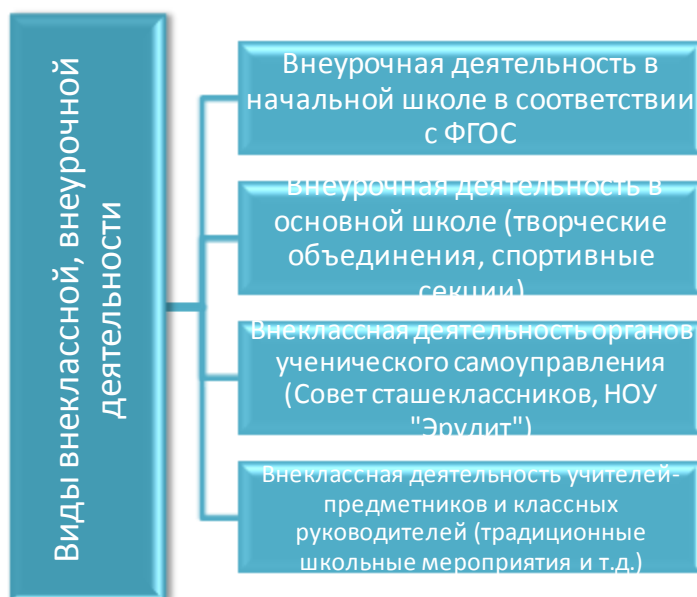 Виды внеклассной, внеурочной
деятельности
Внеурочная деятельность в
начальной школе в соответствии
с ФГОС
Внеурочная деятельность в
основной школе (творческие
объединения, спортивные
секции)
Внеклассная деятельность органов
ученического самоуправления
(Совет сташеклассников, НОУ
"Эрудит")
Внеклассная деятельность учителей-
предметников и классных
руководителей (традиционные
школьные мероприятия и т.д.)